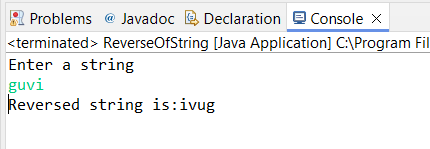 Problems Javadoc Declaration Console
<terminated> ReverseOfString [Java Application] C:\Program Fil
Enter a string
guvi
Reversed string is:ivug